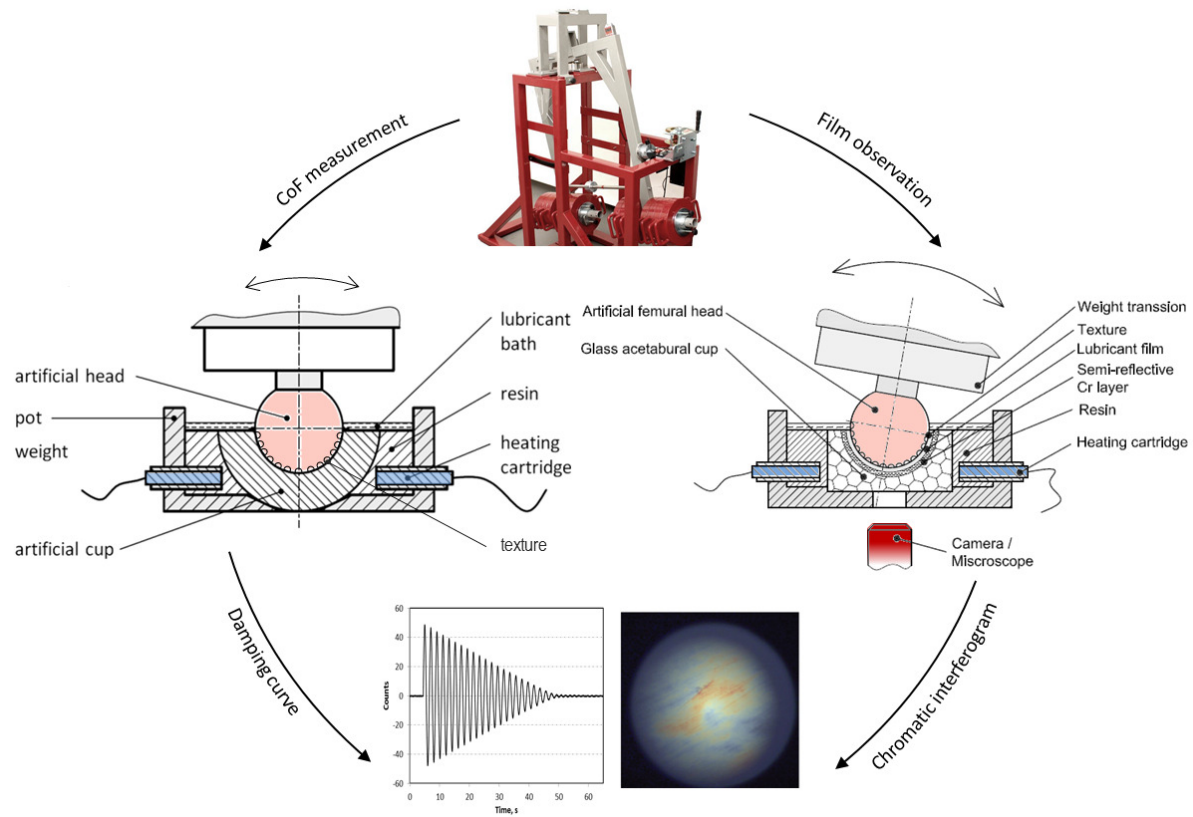 CoF measurement
Film observation
lubricant
bath
artificial head
resin
pot
weight
heating
cartridge
artificial cup
texture
Artificial femural head
Glass acetabural cup
Weight transsion
Texture
Lubricant film
Semi-reflective
Cr layer
Resin
Heating cartridge
Camera /
Miscroscope
Damping curve
Chromatic interferogram
60
40
20
0
-20
-40
-60
Counts
0 10 20 30 40 50 60
Time, s